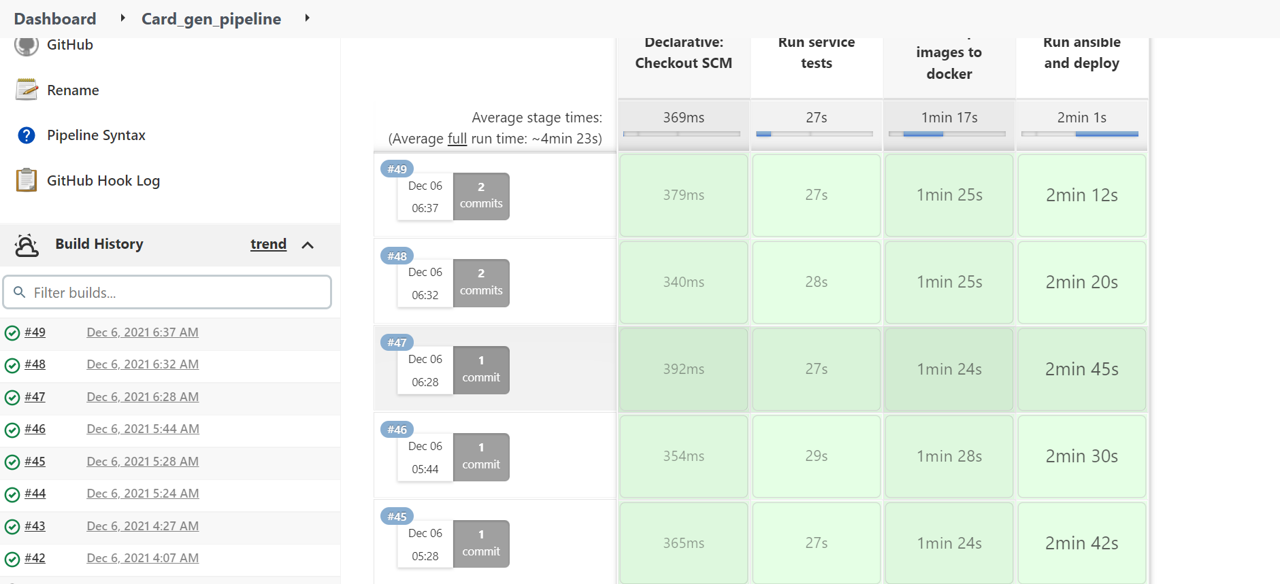 Dashboard
Card_gen_pipeline
GitHub
Rename
Pipeline Syntax
GitHub Hook Log
Build History
trend
Filter builds...
#49 Dec 6, 2021 6:37 AM
#48 Dec 6, 2021 6:32 AM
#47 Dec 6, 2021 6:28 AM
#46 Dec 6, 2021 5:44 AM
#45 Dec 6, 2021 5:28 AM
#44 Dec 6, 2021 5:24 AM
#43 Dec 6, 2021 4:27 AM
#42 Dec 6, 2021 4:07 AM
Declarative:
Checkout SCM
Run service
tests
images to
docker
Run ansible
and deploy
Average stage times:
(Average full run time: ~4min 23s)
369ms
27s
1min 17s
2min 1s
#49
Dec 06
06:37
2
commits
379ms
27s
1min 25s
2min 12s
#48
Dec 06
06:32
2
commits
340ms
28s
1min 25s
2min 20s
#47
Dec 06
06:28
1
commit
392ms
27s
1min 24s
2min 45s
#46
Dec 06
05:44
1
commit
354ms
29s
1min 28s
2min 30s
#45
Dec 06
05:28
1
commit
365ms
27s
1min 24s
2min 42s